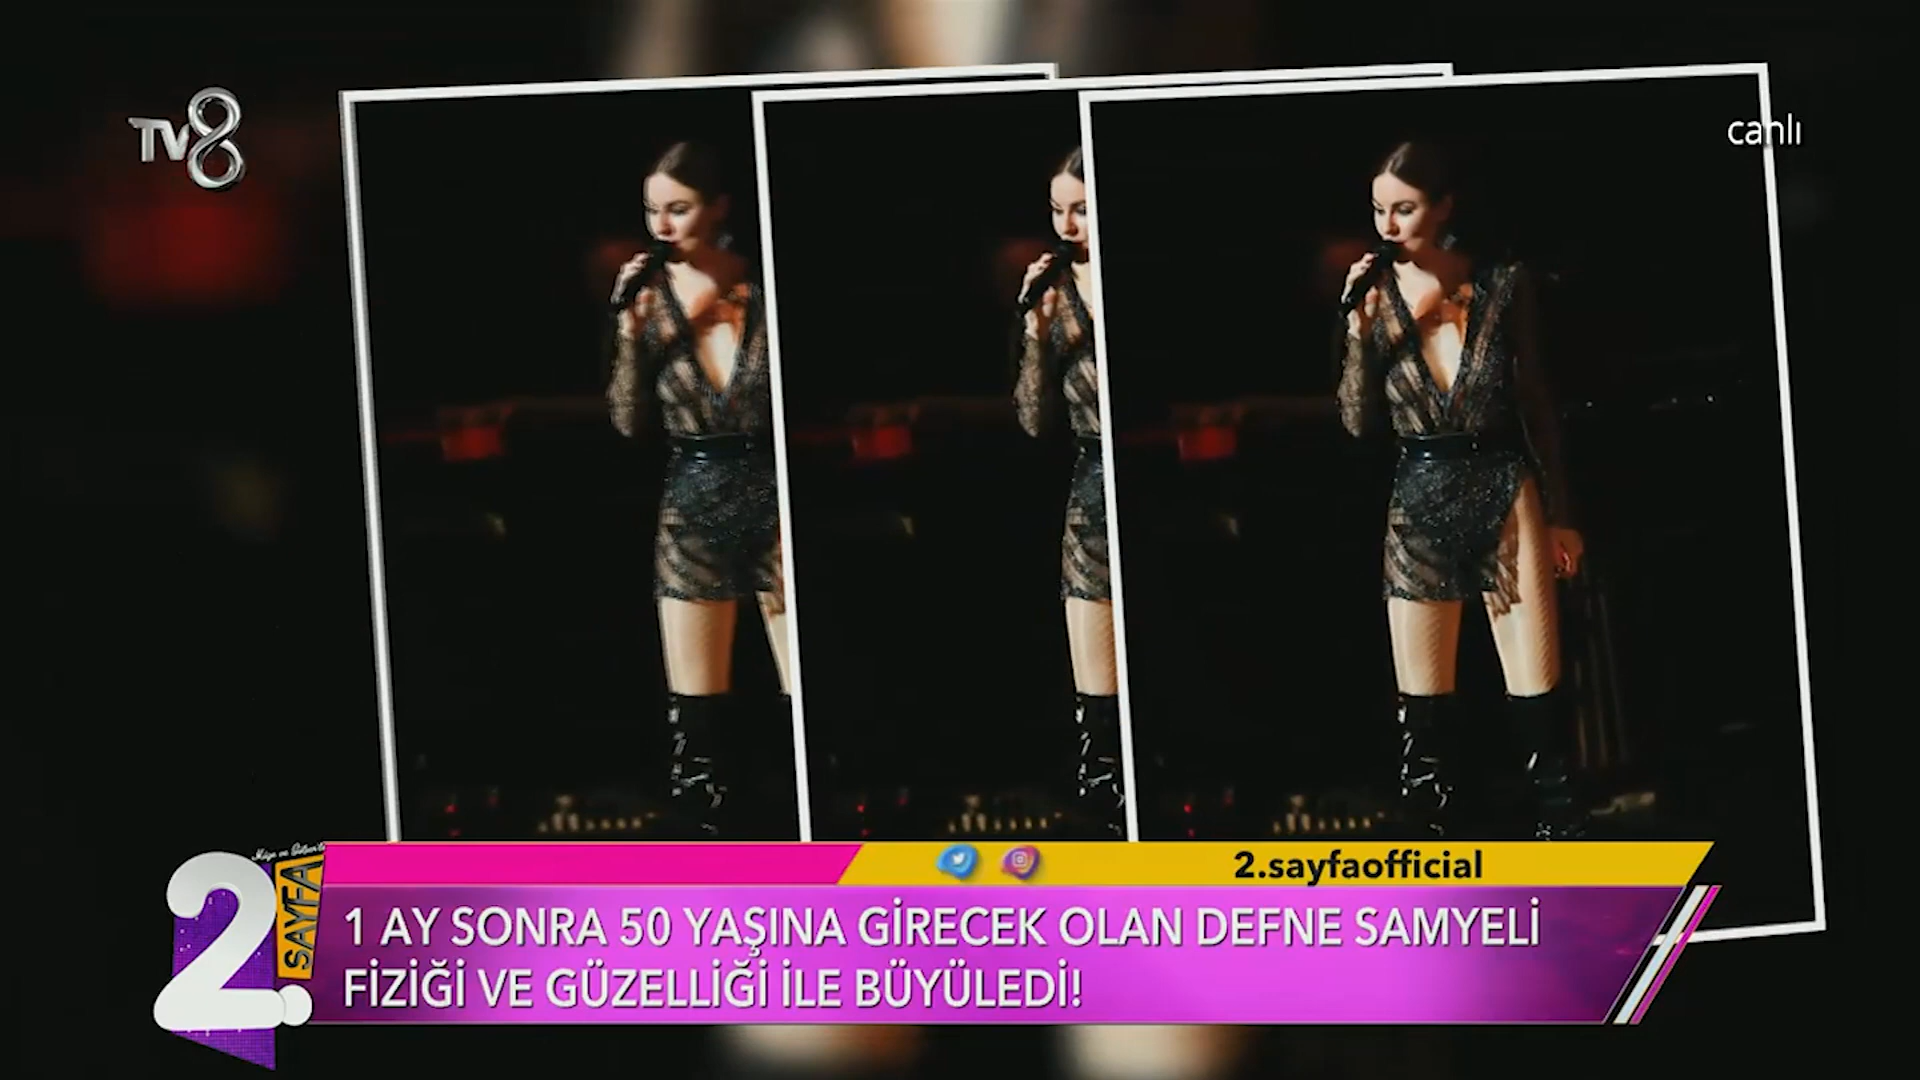 TV8
canlı
2.sayfaofficial
2.
SAYFA
1 AY SONRA 50 YAŞINA GİRECEK OLAN DEFNE SAMYELİ
FİZİĞİ VE GÜZELLİĞİ İLE BÜYÜLEDİ!